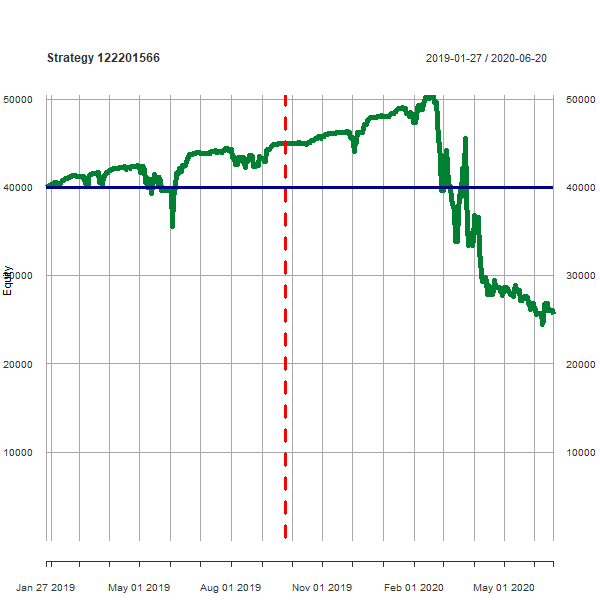 Strategy 122201566
2019-01-27 / 2020-06-20
50000
50000
40000
40000
30000
30000
20000
20000
10000
10000
Equity
Jan 27 2019
May 01 2019
Aug 01 2019
Nov 01 2019
Feb 01 2020
May 01 2020